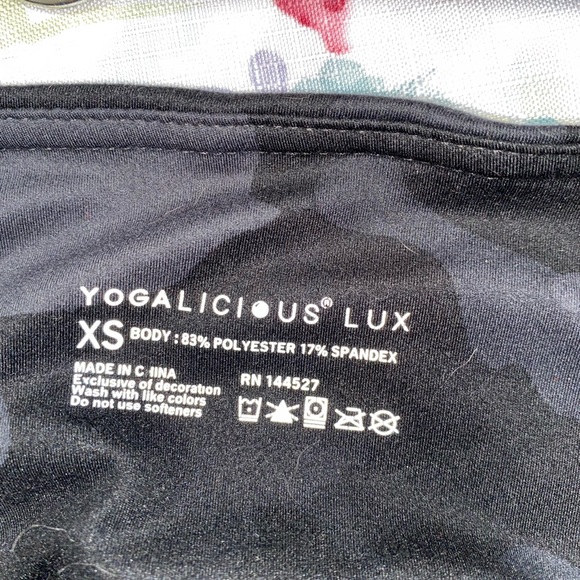 YOGALICIOUS® LUX
XS BODY : 83% POLYESTER 17% SPANDEX
MADE IN C INA
Exclusive of decoration
Wash with like colors
Do not use softeners
RN 144527